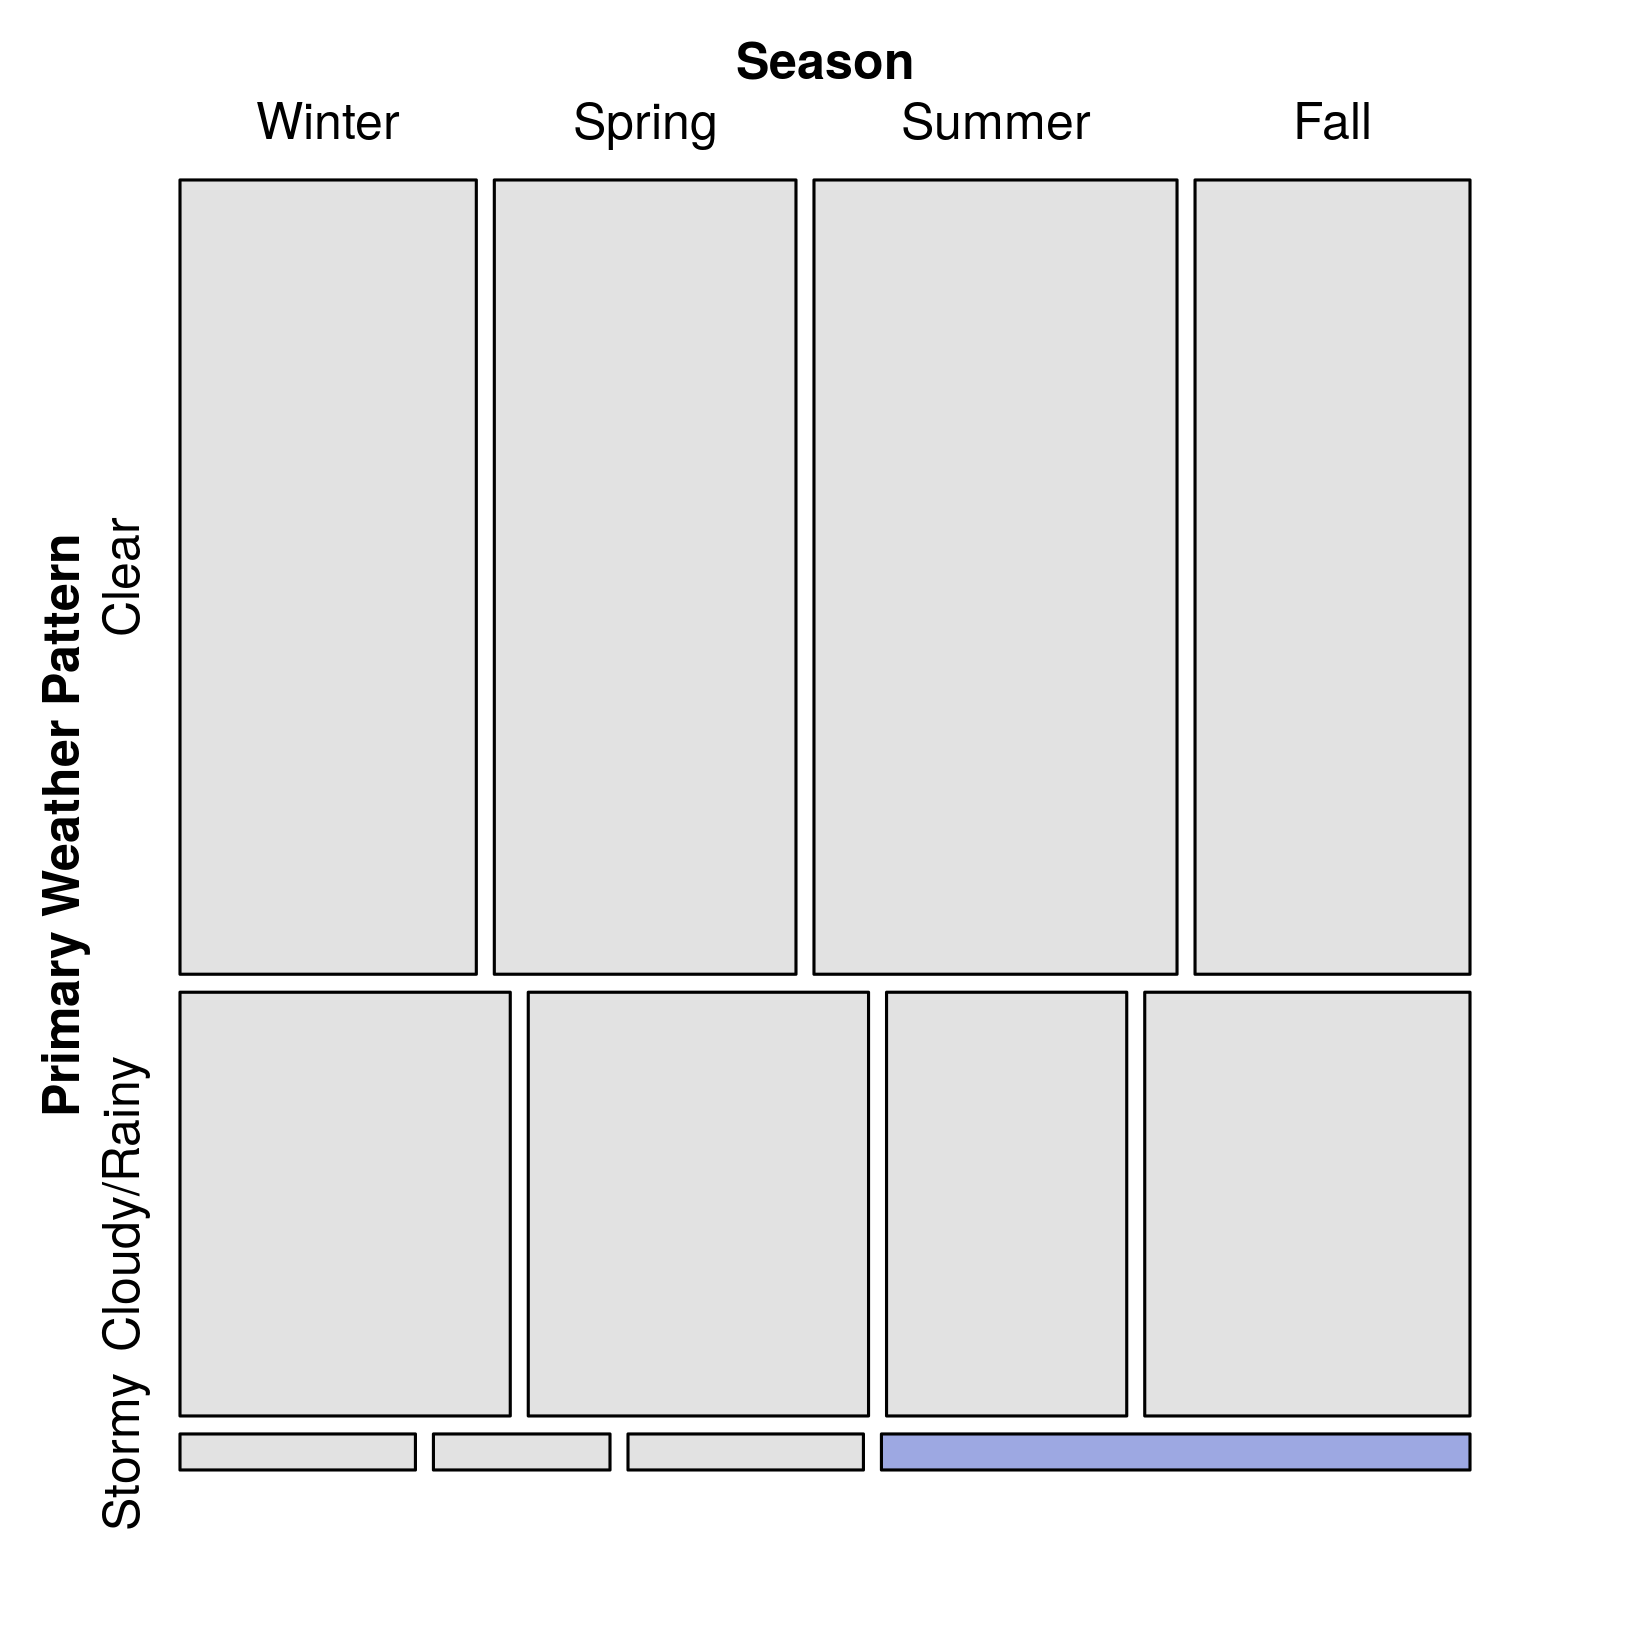 Season
Winter Spring Summer Fall
Primary Weather Pattern
Clear
Cloudy/Rainy
Stormy